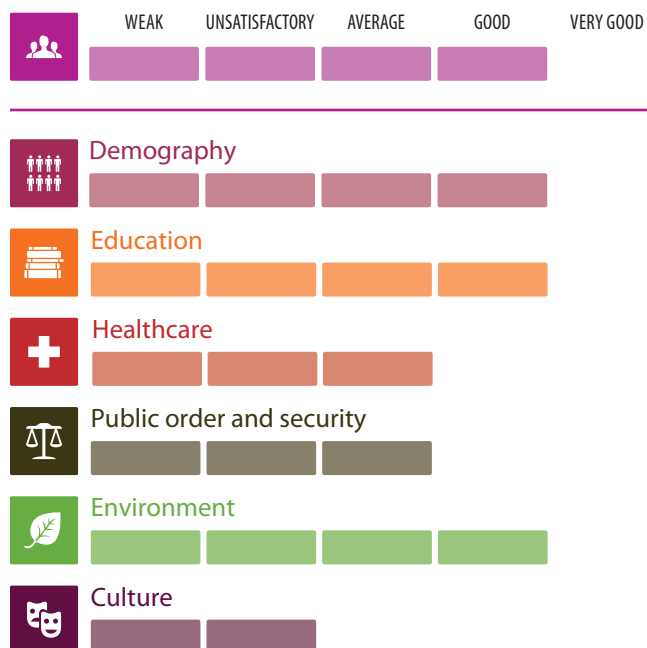 WEAK UNSATISFACTORY AVERAGE GOOD VERY GOOD
Demography
Education
Healthcare
Public order and security
Environment
Culture